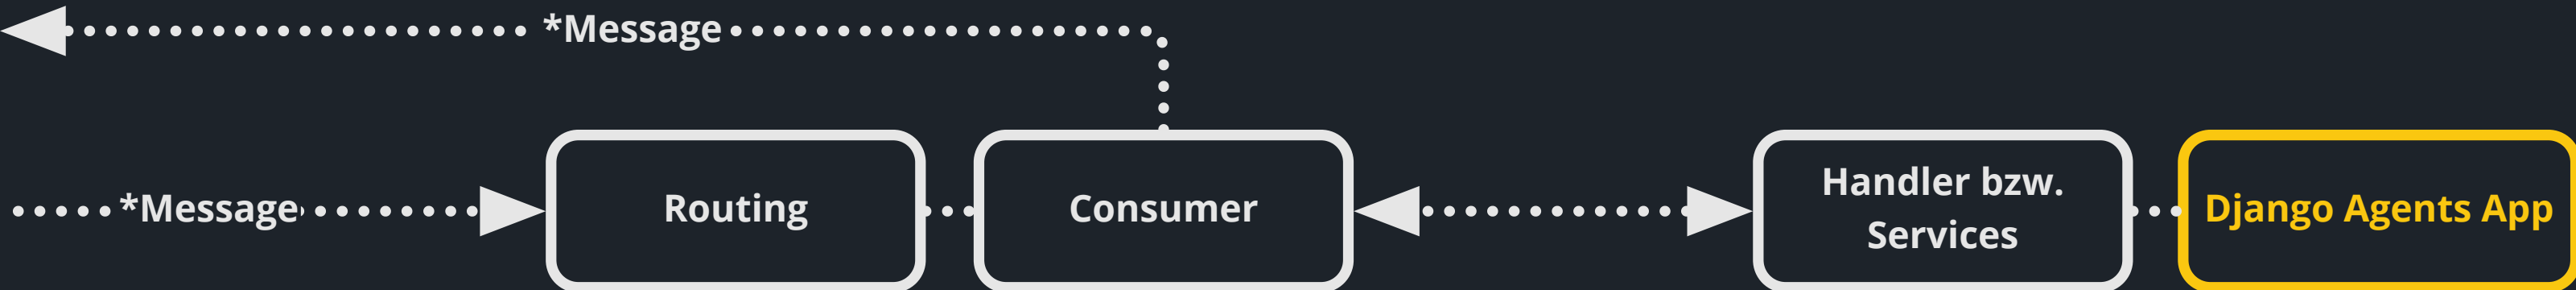 *Message
*Message
Routing
Consumer
Handler bzw.
Services
Django Agents App